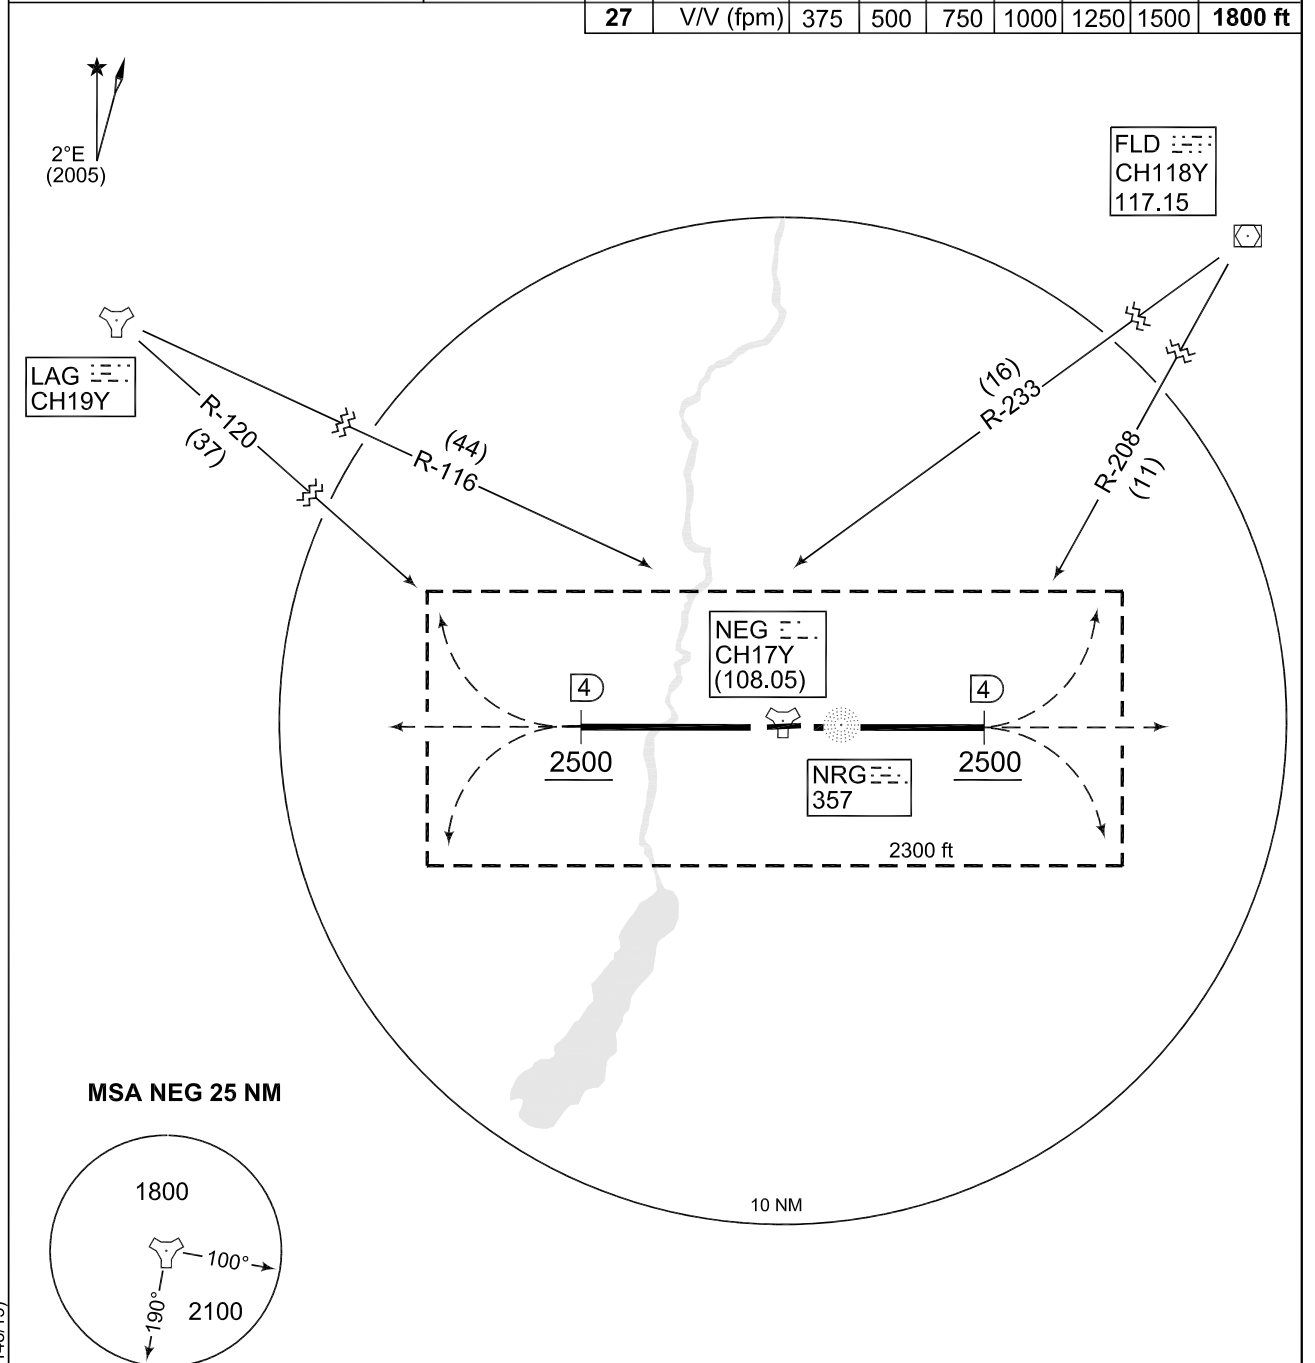 27 V/V (fpm) 375 500 750 1000 1250 1500 1800 ft
2°E
(2005)
FLD
CH118Y
117.15
LAG
CH19Y
R-120
(37)
(44)
R-116
(16)
R-233
R-208
(11)
NEG
CH17Y
(108.05)
4
4
2500
2500
NRG
357
2300 ft
MSA NEG 25 NM
1800
100°
190°
2100
10 NM